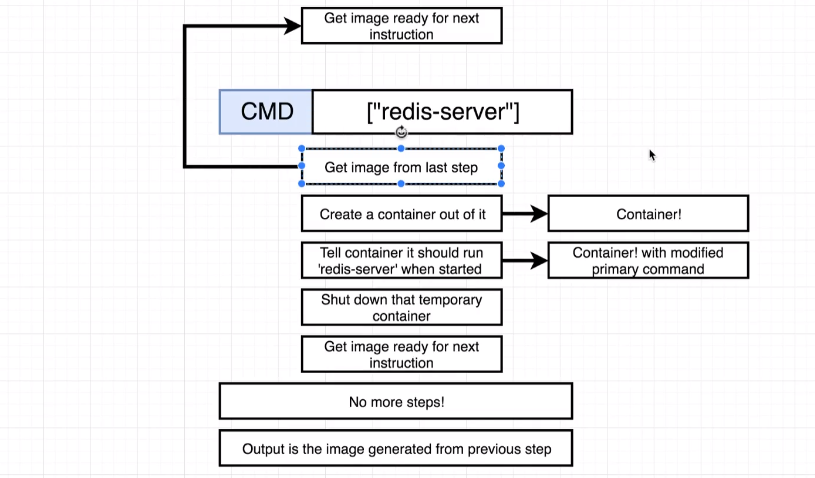 Get image ready for next
instruction
CMD
["redis-server"]
Get image from last step
Create a container out of it
Container!
Tell container it should run
'redis-server' when started
Container! with modified
primary command
Shut down that temporary
container
Get image ready for next
instruction
No more steps!
Output is the image generated from previous step